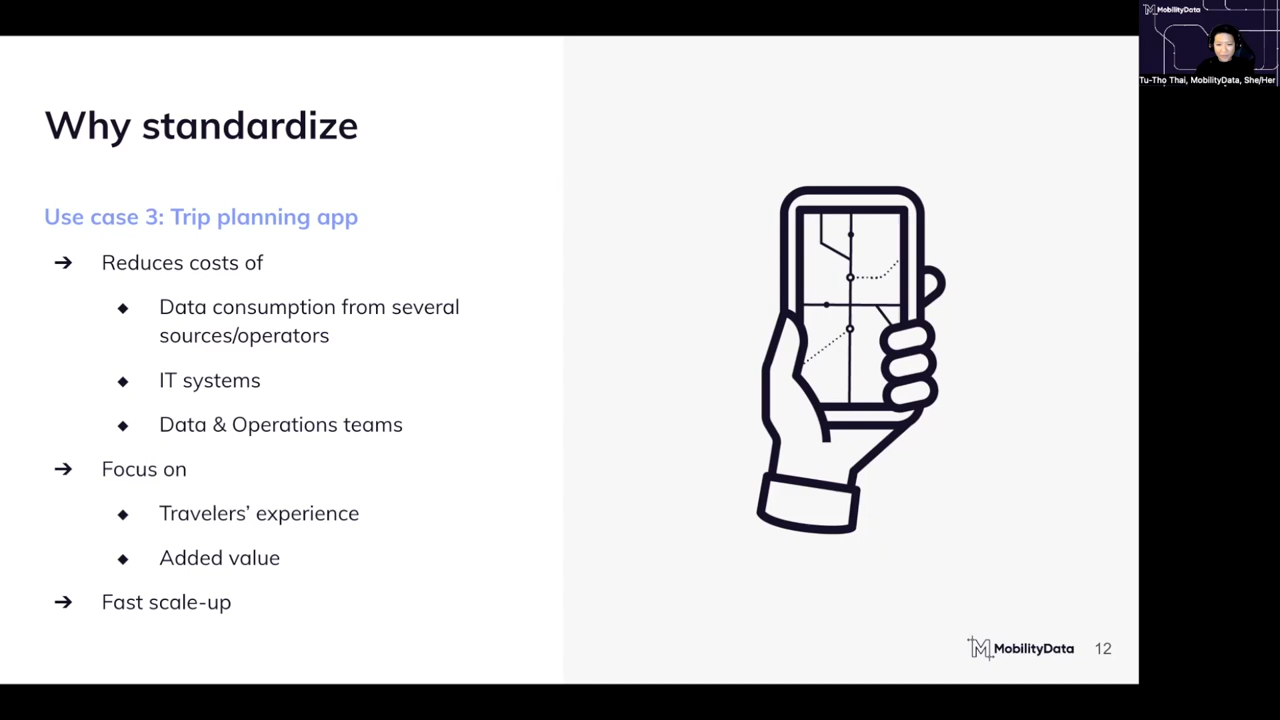 Why standardize
Use case 3: Trip planning app
➔ Reduces costs of
◆ Data consumption from several
sources/operators
◆ IT systems
◆ Data & Operations teams
➔ Focus on
◆ Travelers’ experience
◆ Added value
➔ Fast scale-up
MobilityData 12
MobilityData
Tu-Tho Thai, MobilityData, She/Her